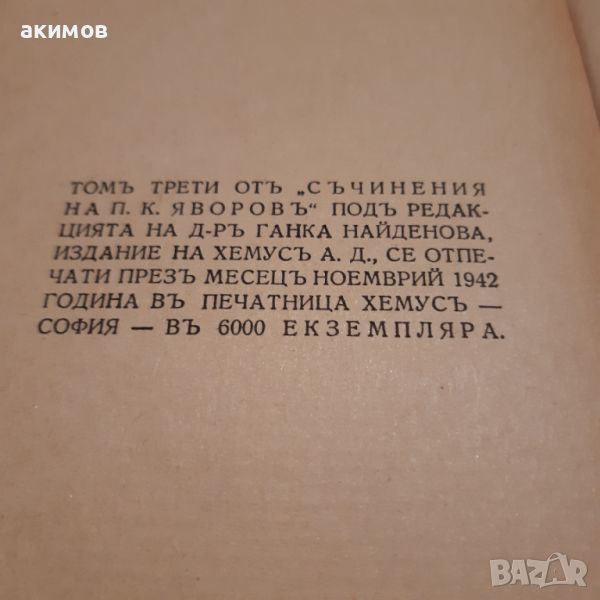 акимов
ТОМЪ ТРЕТИ ОТЪ „СЪЧИНЕНИЯ
НА П. К. ЯВОРОВЪ“ ПОДЪ РЕДАК-
ЦИЯТА НА Д-РЪ ГАНКА НАЙДЕНОВА,
ИЗДАНИЕ НА ХЕМУСЪ А. Д., СЕ ОТПЕ-
ЧАТИ ПРЕЗЪ МЕСЕЦЪ НОЕМВРИЙ 1942
ГОДИНА ВЪ ПЕЧАТНИЦА ХЕМУСЪ —
СОФИЯ — ВЪ 6000 ЕКЗЕМПЛЯРА.
BAZAR